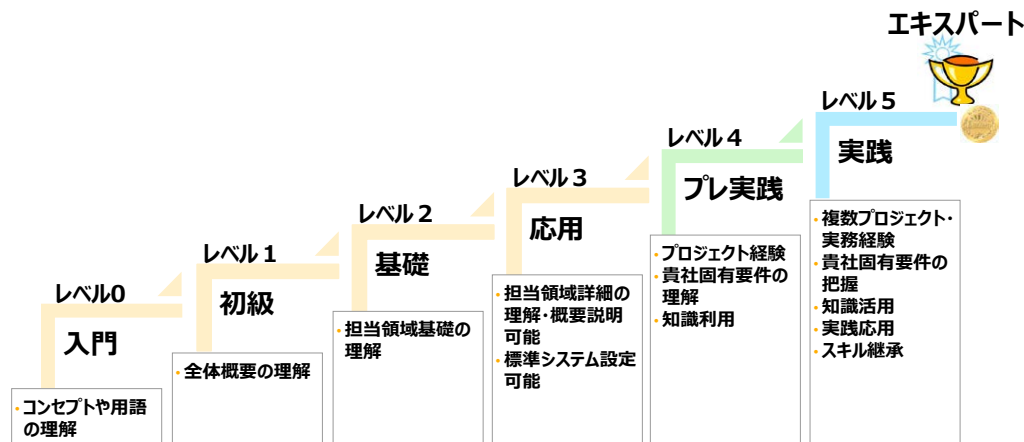 エキスパート
レベル5
実践
・複数プロジェクト・
実務経験
・貴社固有要件の
把握
・知識活用
・実践応用
・スキル継承
レベル4
プレ実践
・プロジェクト経験
・貴社固有要件の
理解
・知識利用
レベル3
応用
・担当領域詳細の
理解・概要説明
可能
・標準システム設定
可能
レベル2
基礎
・担当領域基礎の
理解
レベル1
初級
・全体概要の理解
レベル0
入門
・コンセプトや用語
の理解